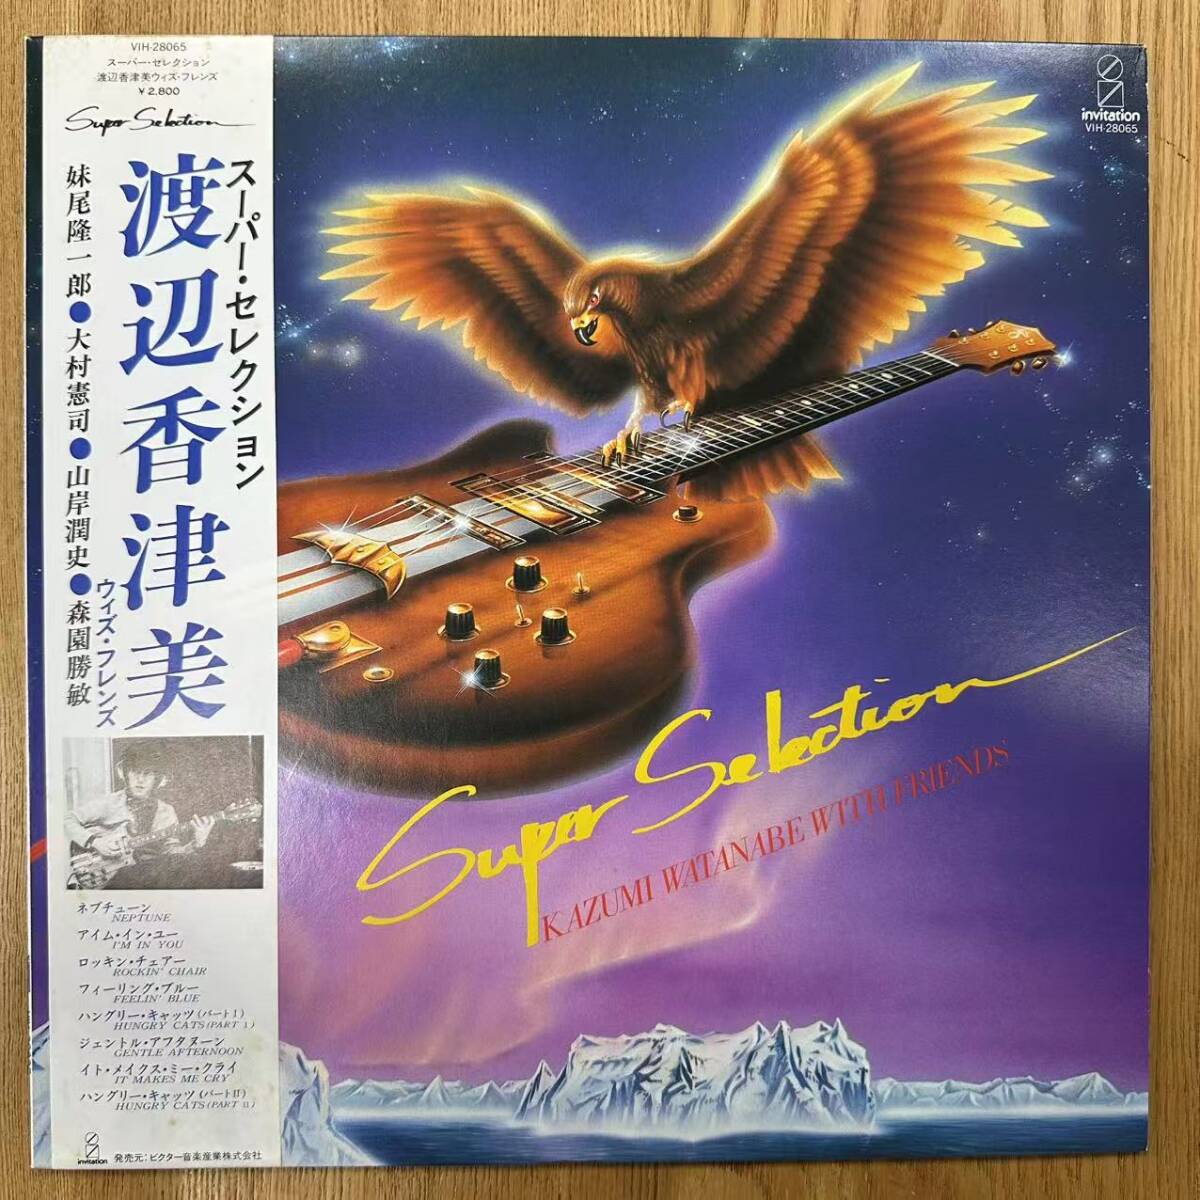 VIH-28065
スーパー・セレクション
渡辺香津美ウィズ・フレンズ
¥2,800
Super Selection
スーパー・セレクション
渡辺香津美
ウィズ・フレンズ
妹尾隆一郎●大村憲司●山岸潤史●森園勝敏
ネプチューン
NEPTUNE
アイム・イン・ユー
I'M IN YOU
ロッキン・チェアー
ROCKIN' CHAIR
フィーリング・ブルー
FEELIN' BLUE
ハングリー・キャッツ(パートI)
HUNGRY CATS(PART I)
ジェントル・アフタヌーン
GENTLE AFTERNOON
イト・メイクス・ミー・クライ
IT MAKES ME CRY
ハングリー・キャッツ(パートII)
HUNGRY CATS(PART II)
invitation
発売元:ビクター音楽産業株式会社
invitation
VIH-28065
Super Selection
KAZUMI WATANABE WITH FRIENDS